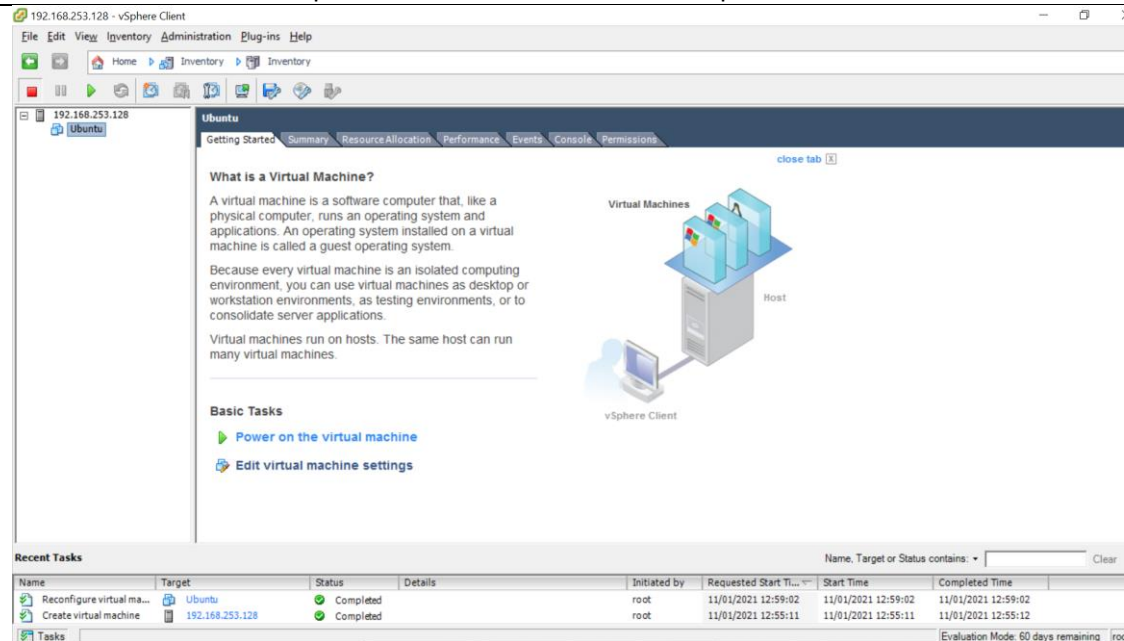 192.168.253.128 - vSphere Client
File Edit View Inventory Administration Plug-ins Help
Home Inventory Inventory
192.168.253.128
Ubuntu
Ubuntu
Getting Started Summary Resource Allocation Performance Events Console Permissions
close tab X
What is a Virtual Machine?
A virtual machine is a software computer that, like a
physical computer, runs an operating system and
applications. An operating system installed on a virtual
machine is called a guest operating system.
Because every virtual machine is an isolated computing
environment, you can use virtual machines as desktop or
workstation environments, as testing environments, or to
consolidate server applications.
Virtual machines run on hosts. The same host can run
many virtual machines.
Virtual Machines
Host
vSphere Client
Basic Tasks
Power on the virtual machine
Edit virtual machine settings
Recent Tasks
Name, Target or Status contains:
Clear
Name Target Status Details Initiated by Requested Start Ti... Start Time Completed Time
Reconfigure virtual ma... Ubuntu Completed root 11/01/2021 12:59:02 11/01/2021 12:59:02 11/01/2021 12:59:02
Create virtual machine 192.168.253.128 Completed root 11/01/2021 12:55:11 11/01/2021 12:55:11 11/01/2021 12:55:12
Tasks
Evaluation Mode: 60 days remaining